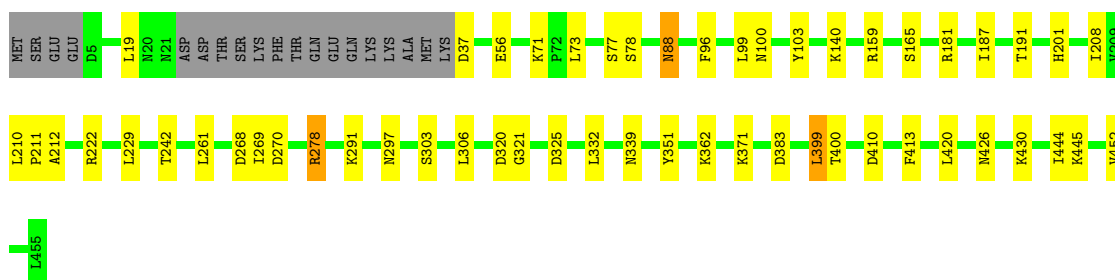 MET SER GLU GLU D5 L19 N20 N21 ASP ASP THR SER LYS PHE THR GLN GLU GLN LYS LYS ALA MET LYS D37 E56 K71 P72 L73 S77 S78 N88 F96 L99 N100 Y103 K140 R159 S165 R181 I187 T191 H201 I208 V209
L210 P211 A212 R222 L229 T242 L261 D268 I269 D270 R278 K291 N297 S303 L306 D320 G321 D325 L332 N339 Y351 K362 K371 D383 L399 T400 D410 F413 L420 N426 K430 I444 K445
L455